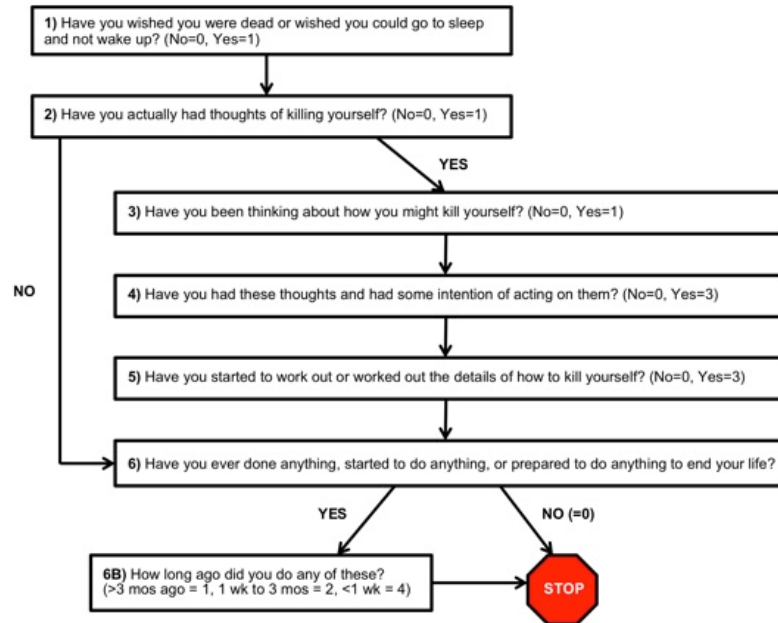 1) Have you wished you were dead or wished you could go to sleep
and not wake up? (No=0, Yes=1)
2) Have you actually had thoughts of killing yourself? (No=0, Yes=1)
YES
3) Have you been thinking about how you might kill yourself? (No=0, Yes=1)
NO
4) Have you had these thoughts and had some intention of acting on them? (No=0, Yes=3)
5) Have you started to work out or worked out the details of how to kill yourself? (No=0, Yes=3)
6) Have you ever done anything, started to do anything, or prepared to do anything to end your life?
YES
NO (=0)
6B) How long ago did you do any of these?
(>3 mos ago = 1, 1 wk to 3 mos = 2, <1 wk = 4)
STOP